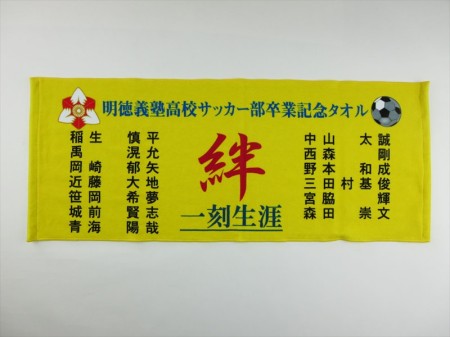 明徳義塾高校サッカー部卒業記念タオル
稲生 慎平
禹 滉允
岡崎 郁矢
近藤 大地
笹岡 希夢
城前 賢志
青海 陽哉
絆
一刻生涯
中山 太誠
西森 剛
野本 和成
三田村 基俊
宮脇 輝
森田 崇文